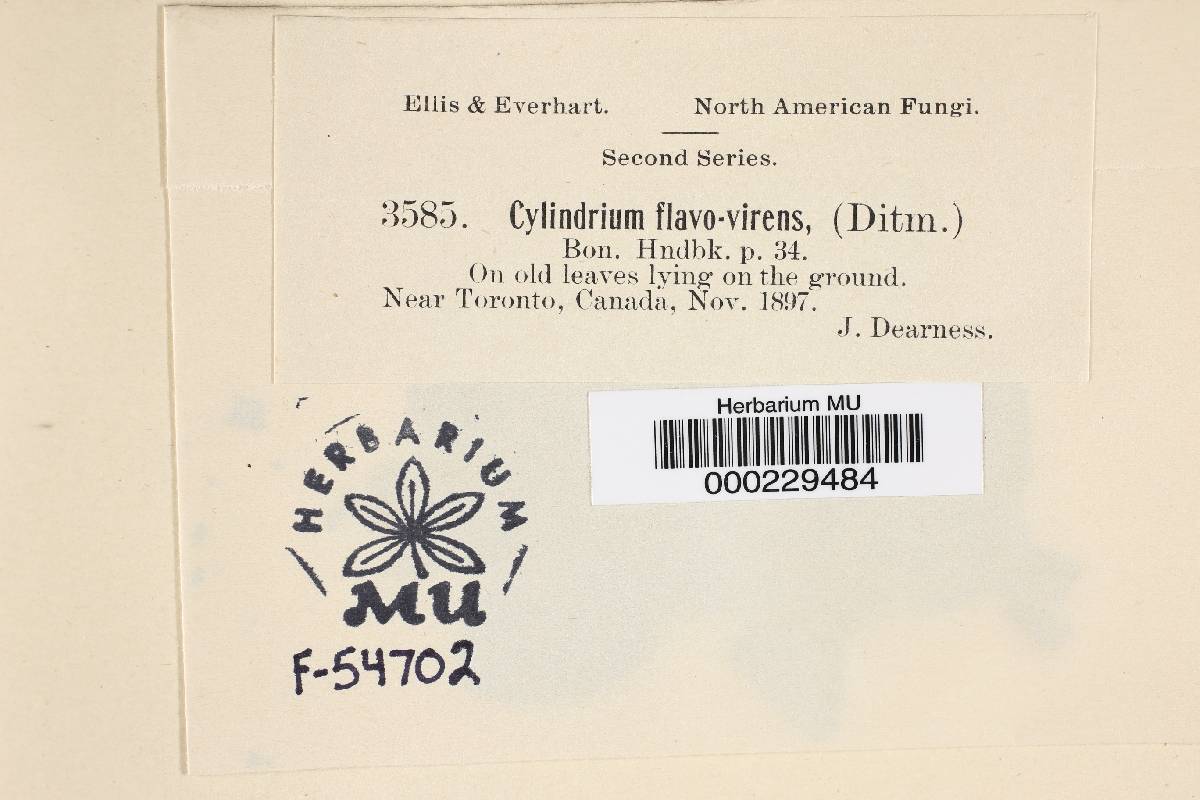 Ellis & Everhart. North American Fungi.
Second Series.
3585. Cylindrium flavo-virens, (Ditm.)
Bon. Hndbk. p. 34.
On old leaves lying on the ground.
Near Toronto, Canada, Nov. 1897.
J. Dearness.
Herbarium MU
000229484
HERBARIUM
MU
F-54702